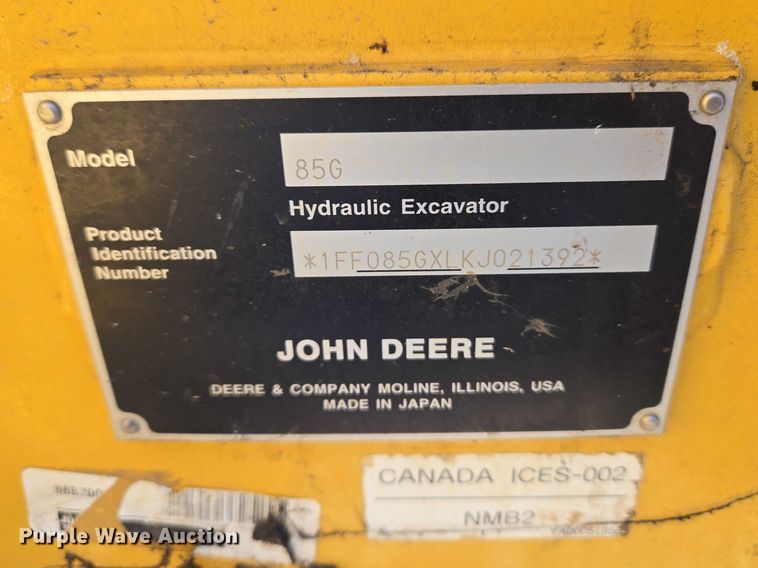 Model
85G
Hydraulic Excavator
Product
Identification
Number
*1FF085GXLKJ021392*
JOHN DEERE
DEERE & COMPANY MOLINE, ILLINOIS, USA
MADE IN JAPAN
CANADA ICES-002
NMB2
Purple Wave Auction